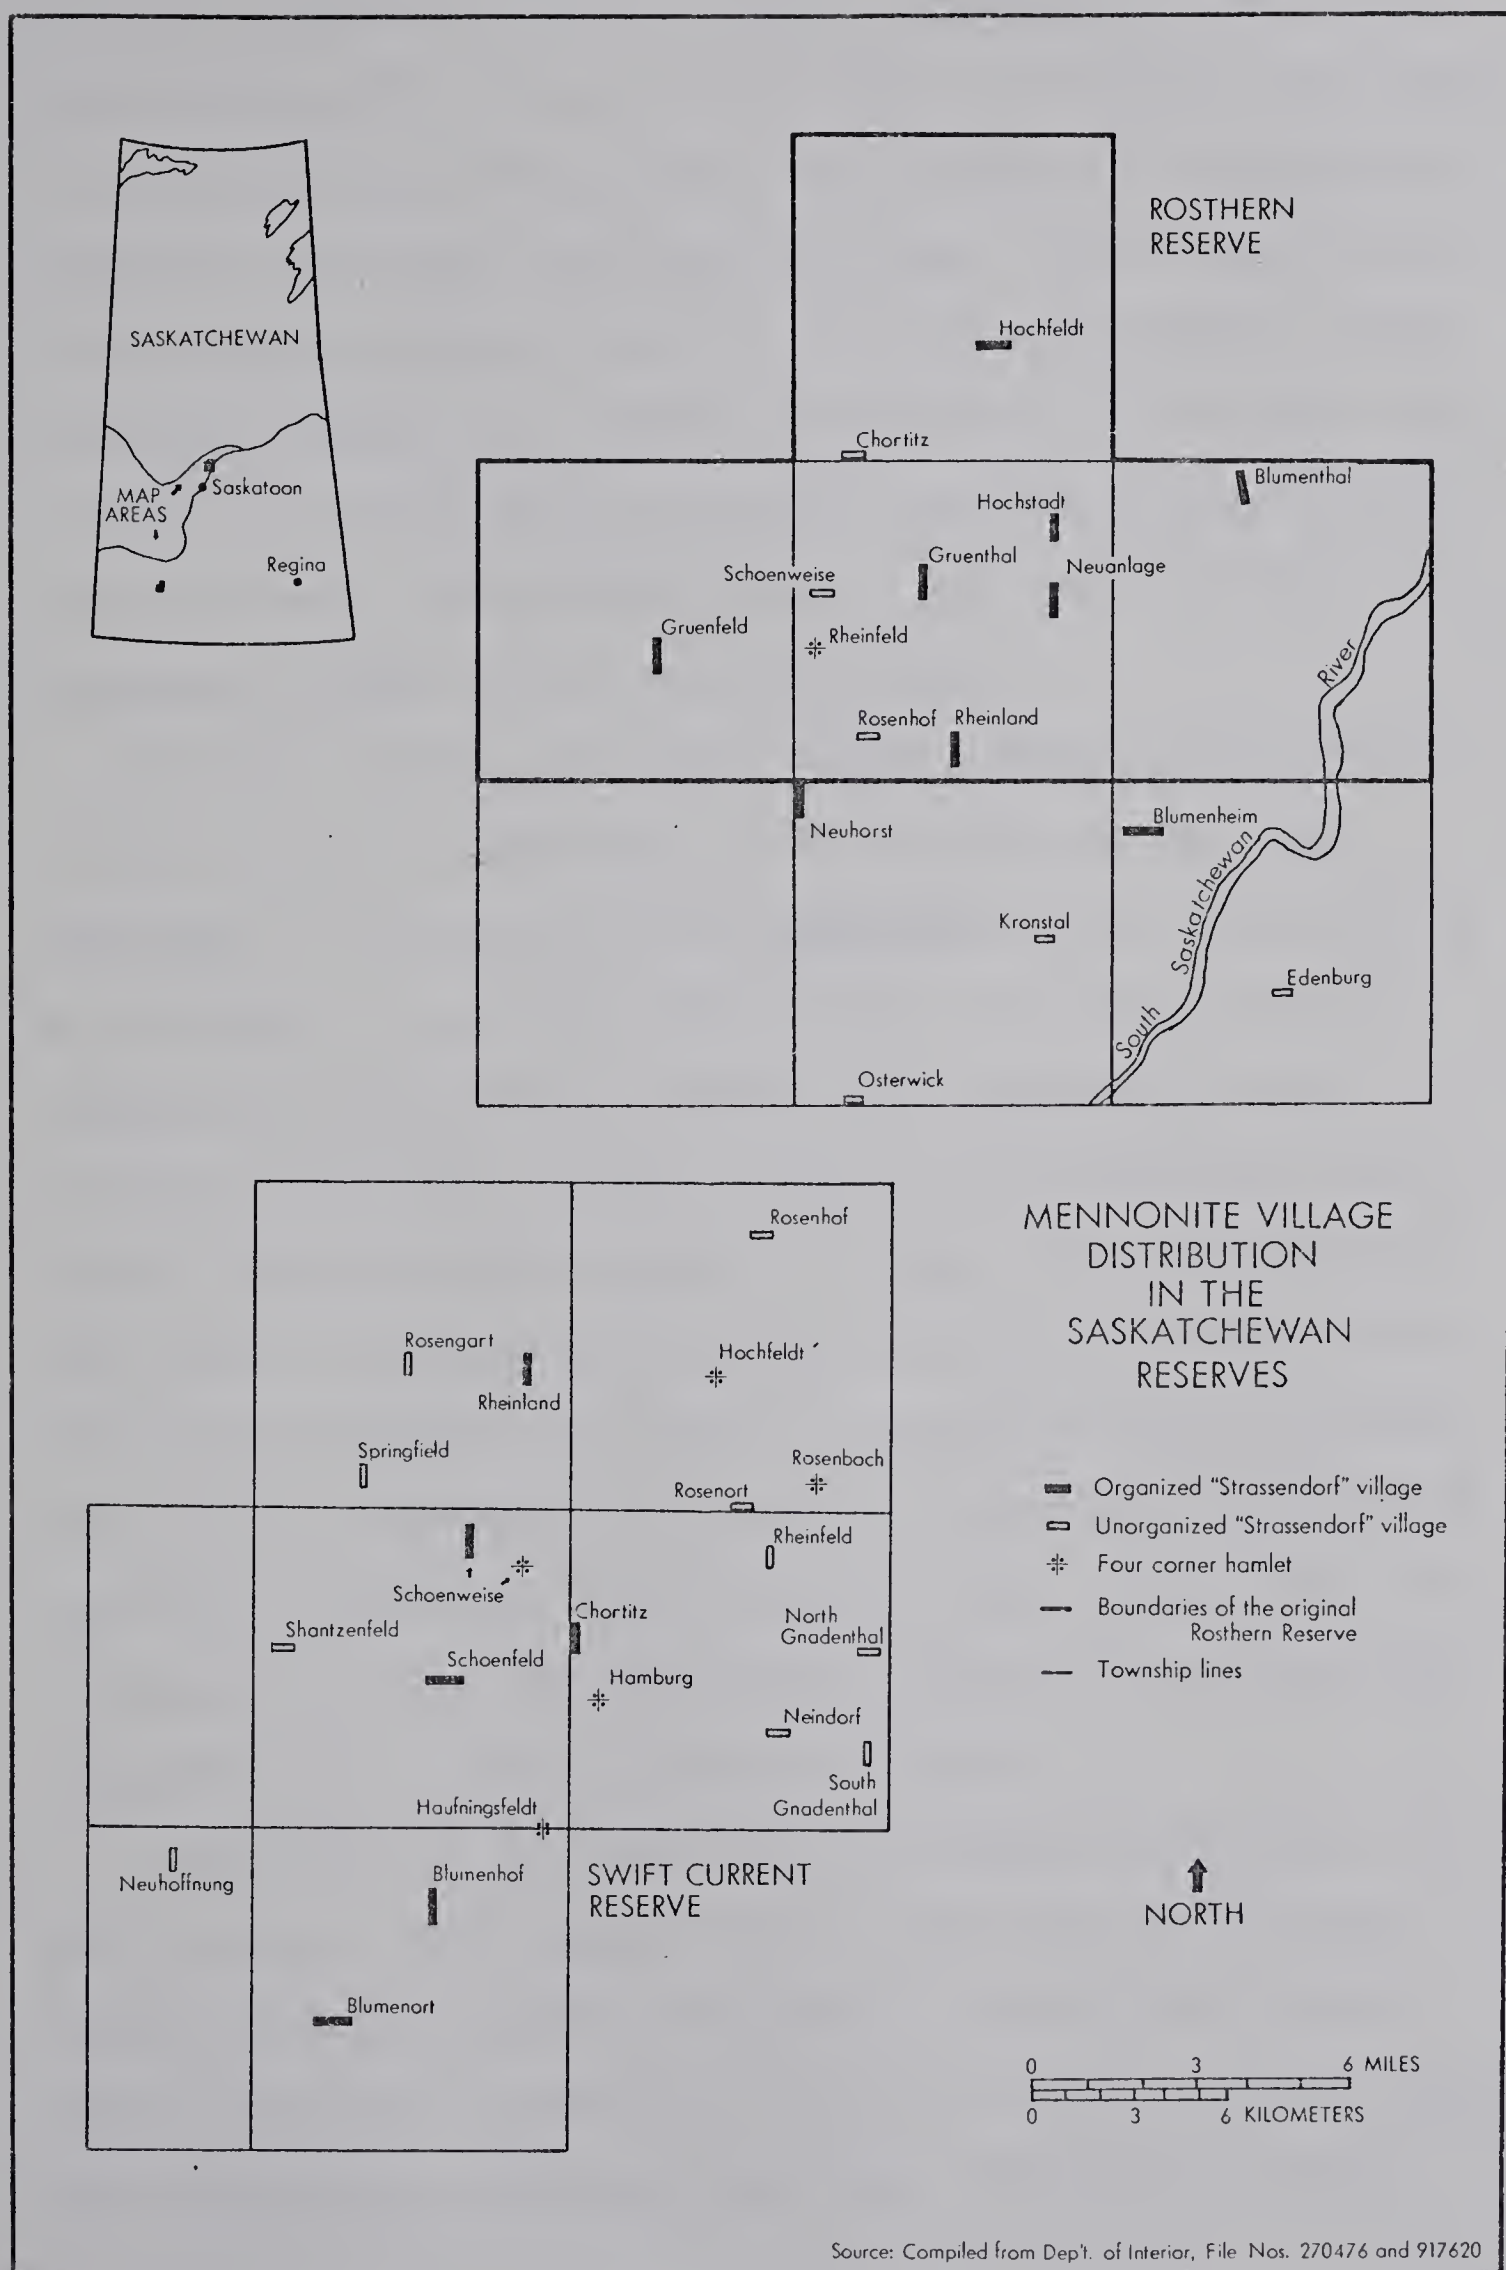 ROSTHERN
RESERVE
SASKATCHEWAN
MAP
AREAS
Saskatoon
Regina
Hochfeldt
Chortitz
Blumenthal
Hochstadt
Gruenthal
Neuanlage
Schoenweise
Gruenfeld
Rheinfeld
Rosenhof
Rheinland
Neuhorst
Blumenheim
Kronstal
Edenburg
Osterwick
South Saskatchewan River
MENNONITE VILLAGE
DISTRIBUTION
IN THE
SASKATCHEWAN
RESERVES
Rosenhof
Rosengart
Hochfeldt
Rheinland
Springfield
Rosenbach
Rosenort
Rheinfeld
Schoenweise
Chortitz
Shantzenfeld
North
Gnadenthal
Schoenfeld
Hamburg
Neindorf
South
Gnadenthal
Haufningsfeldt
Neuhoffnung
Blumenhof
SWIFT CURRENT
RESERVE
Blumenort
Organized "Strassendorf" village
Unorganized "Strassendorf" village
Four corner hamlet
Boundaries of the original
Rosthern Reserve
Township lines
NORTH
0 3 6 MILES
0 3 6 KILOMETERS
Source: Compiled from Dep't. of Interior, File Nos. 270476 and 917620